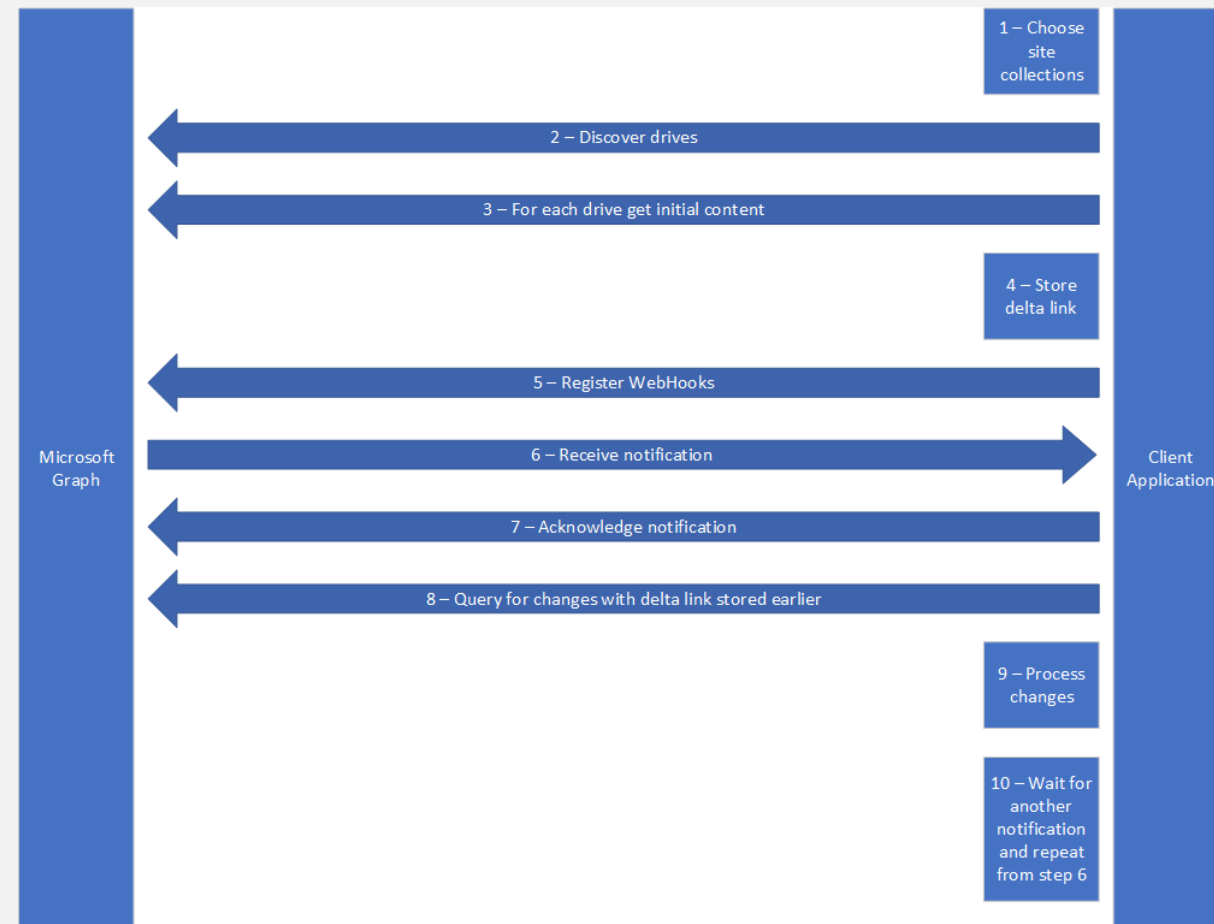 1 – Choose
site
collections
2 – Discover drives
3 – For each drive get initial content
4 – Store
delta link
5 – Register WebHooks
Microsoft
Graph
6 – Receive notification
Client
Application
7 – Acknowledge notification
8 – Query for changes with delta link stored earlier
9 – Process
changes
10 – Wait for
another
notification
and repeat
from step 6